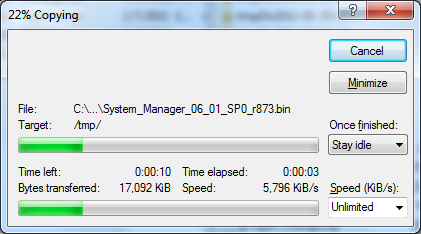 22% Copying
Cancel
Minimize
File: C:\...\System_Manager_06_01_SP0_r873.bin
Target: /tmp/
Once finished:
Stay idle
Time left: 0:00:10 Time elapsed: 0:00:03
Bytes transferred: 17,092 KiB Speed: 5,796 KiB/s
Speed (KiB/s):
Unlimited